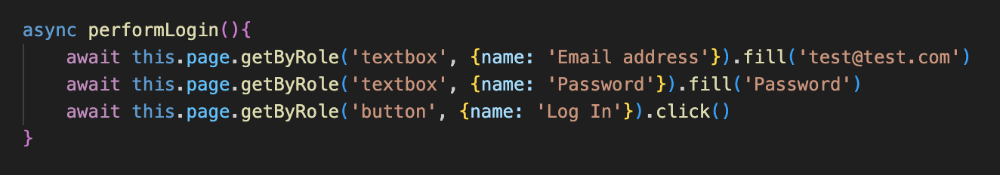 async performLogin(){
    await this.page.getByRole('textbox', {name: 'Email address'}).fill('test@test.com')
    await this.page.getByRole('textbox', {name: 'Password'}).fill('Password')
    await this.page.getByRole('button', {name: 'Log In'}).click()
}